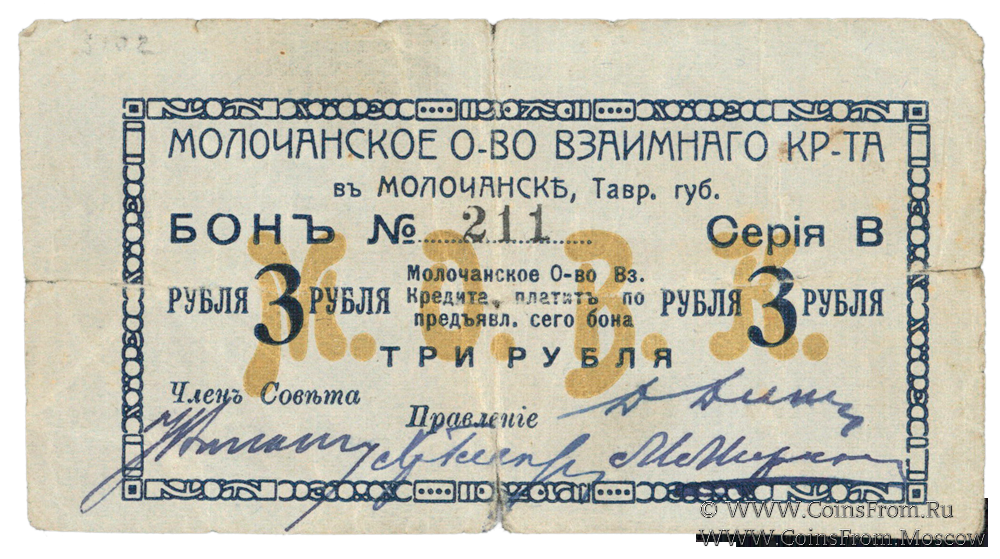 МОЛОЧАНСКОЕ О-ВО ВЗАИМНАГО КР-ТА
въ МОЛОЧАНСКѢ, Тавр. губ.
БОНЪ № 211 Серія В
М. О. В. К.
РУБЛЯ 3 РУБЛЯ
Молочанское О-во Вз.
Кредита, платитъ по
предъявл. сего бона
РУБЛЯ 3 РУБЛЯ
ТРИ РУБЛЯ
Членъ Совѣта
Правленіе
© WWW.CoinsFrom.Ru
WWW.CoinsFrom.Moscow